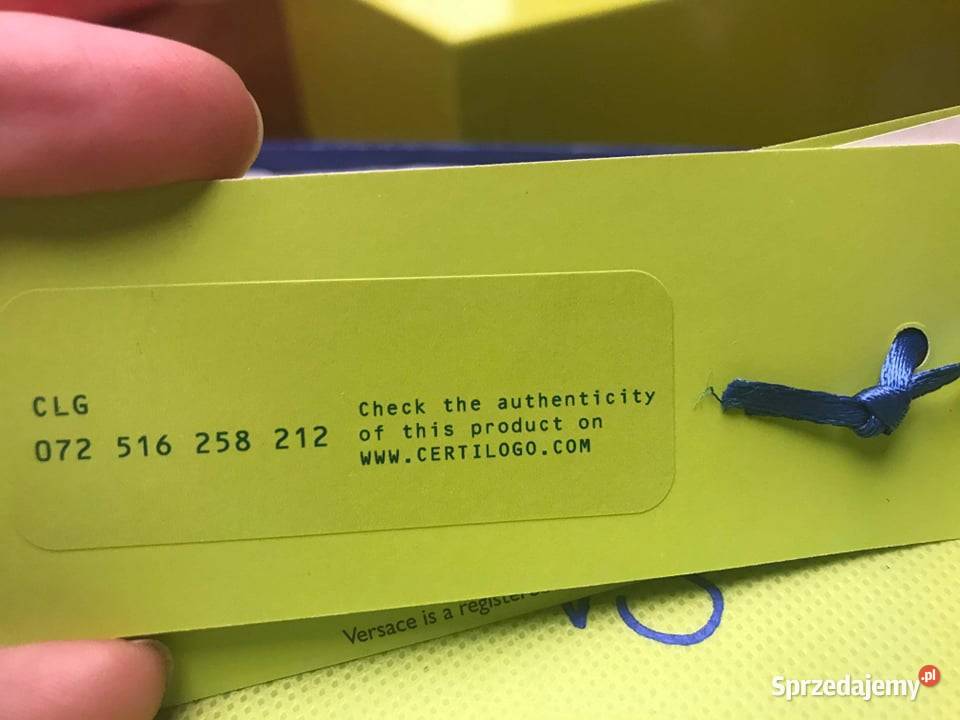 CLG
072 516 258 212
Check the authenticity
of this product on
WWW.CERTILOGO.COM
Versace is a registered
Sprzedajemy.pl